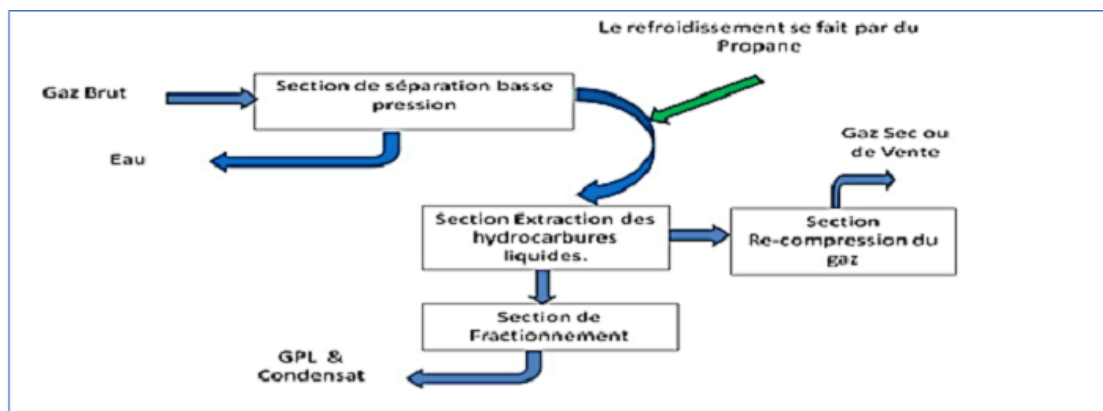 Le refroidissement se fait par du
Propane
Gaz Brut
Section de séparation basse
pression
Eau
Gaz Sec ou
de Vente
Section Extraction des
hydrocarbures
liquides.
Section
Re-compression du
gaz
Section de
Fractionnement
GPL &
Condensat